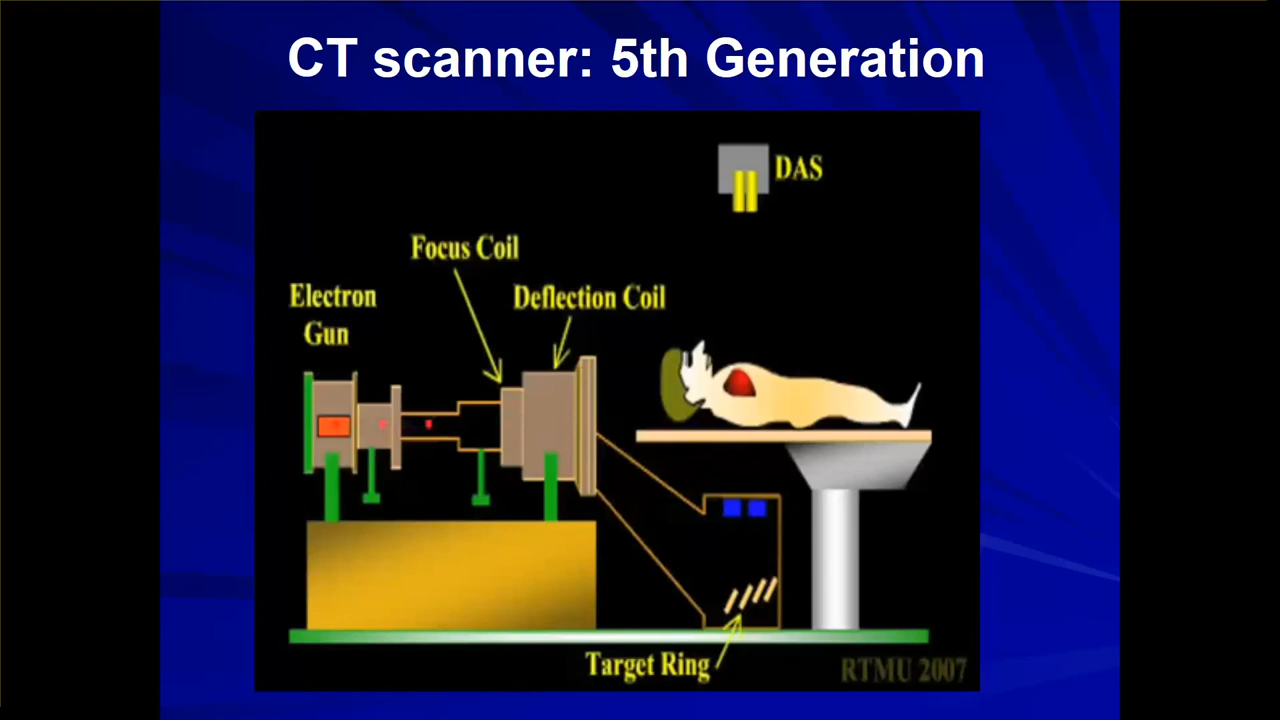 CT scanner: 5th Generation
DAS
Focus Coil
Deflection Coil
Electron
Gun
Target Ring
RTMU 2007